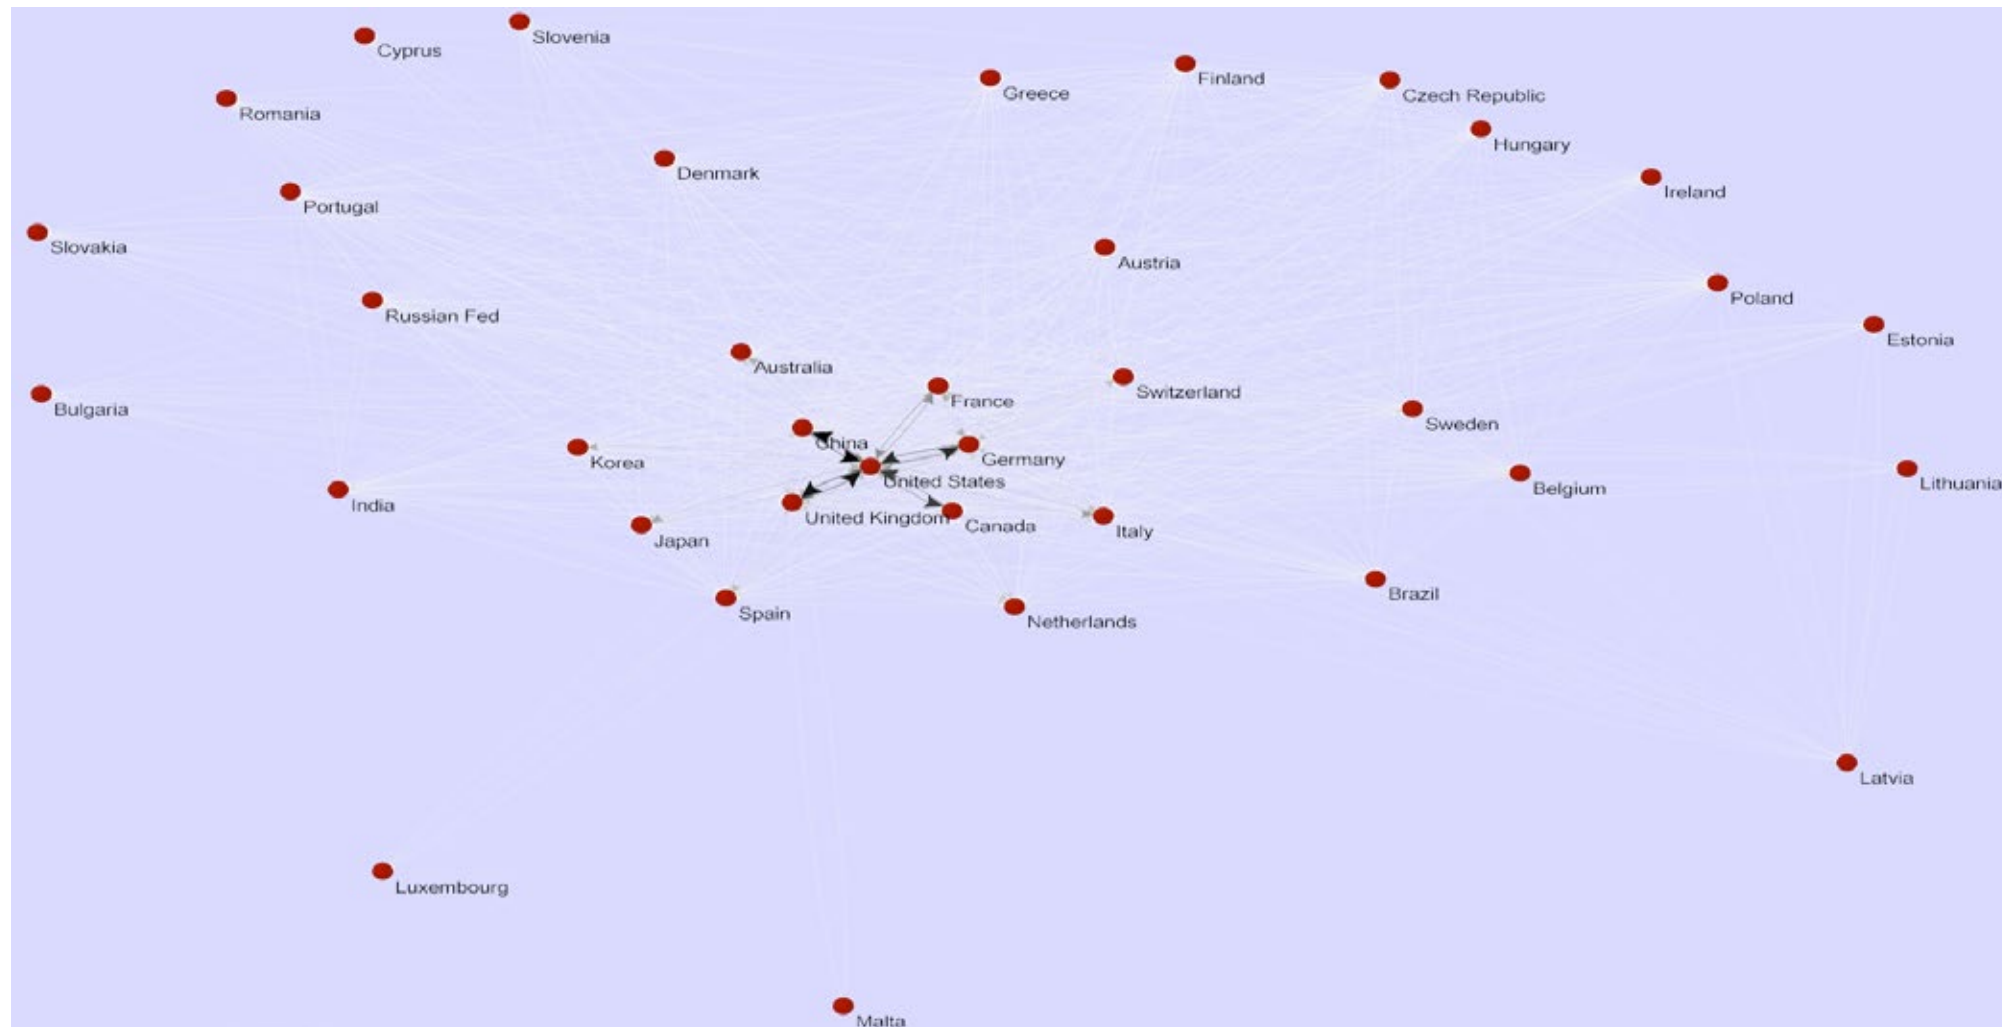 Slovenia
Cyprus
Finland
Greece
Czech Republic
Romania
Hungary
Denmark
Ireland
Portugal
Slovakia
Austria
Poland
Russian Fed
Estonia
Australia
Switzerland
France
Bulgaria
Sweden
China
Germany
Korea
United States
Lithuania
Belgium
India
United Kingdom
Canada
Italy
Japan
Brazil
Spain
Netherlands
Latvia
Luxembourg
Malta